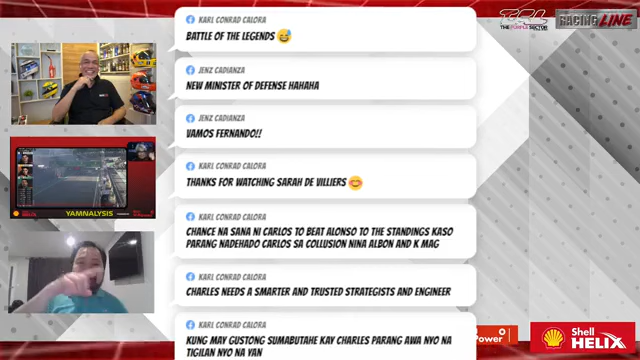 KARL CONRAD CALORA
BATTLE OF THE LEGENDS 😅
JENZ CADIANZA
NEW MINISTER OF DEFENSE HAHAHA
JENZ CADIANZA
VAMOS FERNANDO!!
KARL CONRAD CALORA
THANKS FOR WATCHING SARAH DE VILLIERS
KARL CONRAD CALORA
CHANCE NA SANA NI CARLOS TO BEAT ALONSO TO THE STANDINGS KASO
PARANG NADEHADO CARLOS SA COLLUSION NINA ALBON AND K MAG
KARL CONRAD CALORA
CHARLES NEEDS A SMARTER AND TRUSTED STRATEGISTS AND ENGINEER
KARL CONRAD CALORA
KUNG MAY GUSTONG SUMABUTAHE KAY CHARLES PARANG AWA NYO NA
TIGILAN NYO NA YAN
THE PURPLE SECTOR
RACING LINE
YAMNALYSIS
Power
Shell
HELIX